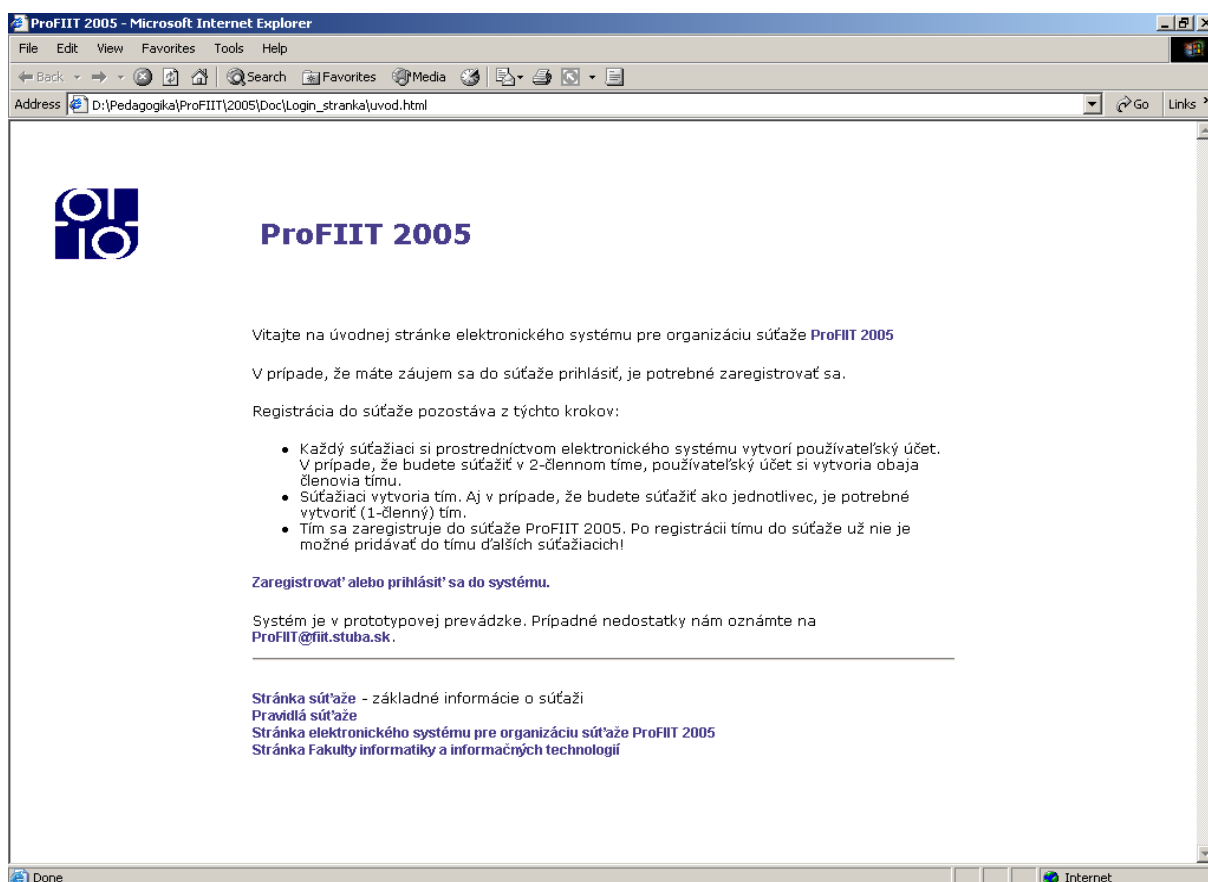 ProFIIT 2005 - Microsoft Internet Explorer
File Edit View Favorites Tools Help
Back Search Favorites Media
Address D:\Pedagogika\ProFIIT\2005\Doc\Login_stranka\uvod.html Go Links
ProFIIT 2005
Vitajte na úvodnej stránke elektronického systému pre organizáciu súťaže ProFIIT 2005
V prípade, že máte záujem sa do súťaže prihlásiť, je potrebné zaregistrovať sa.
Registrácia do súťaže pozostáva z týchto krokov:
• Každý súťažiaci si prostredníctvom elektronického systému vytvorí používateľský účet.
V prípade, že budete súťažiť v 2-člennom tíme, používateľský účet si vytvoria obaja
členovia tímu.
• Súťažiaci vytvoria tím. Aj v prípade, že budete súťažiť ako jednotlivec, je potrebné
vytvoriť (1-členný) tím.
• Tím sa zaregistruje do súťaže ProFIIT 2005. Po registrácii tímu do súťaže už nie je
možné pridávať do tímu ďalších súťažiacich!
Zaregistrovať alebo prihlásiť sa do systému.
Systém je v prototypovej prevádzke. Prípadné nedostatky nám oznámte na
ProFIIT@fiit.stuba.sk.
Stránka súťaže - základné informácie o súťaži
Pravidlá súťaže
Stránka elektronického systému pre organizáciu súťaže ProFIIT 2005
Stránka Fakulty informatiky a informačných technologií
Done Internet